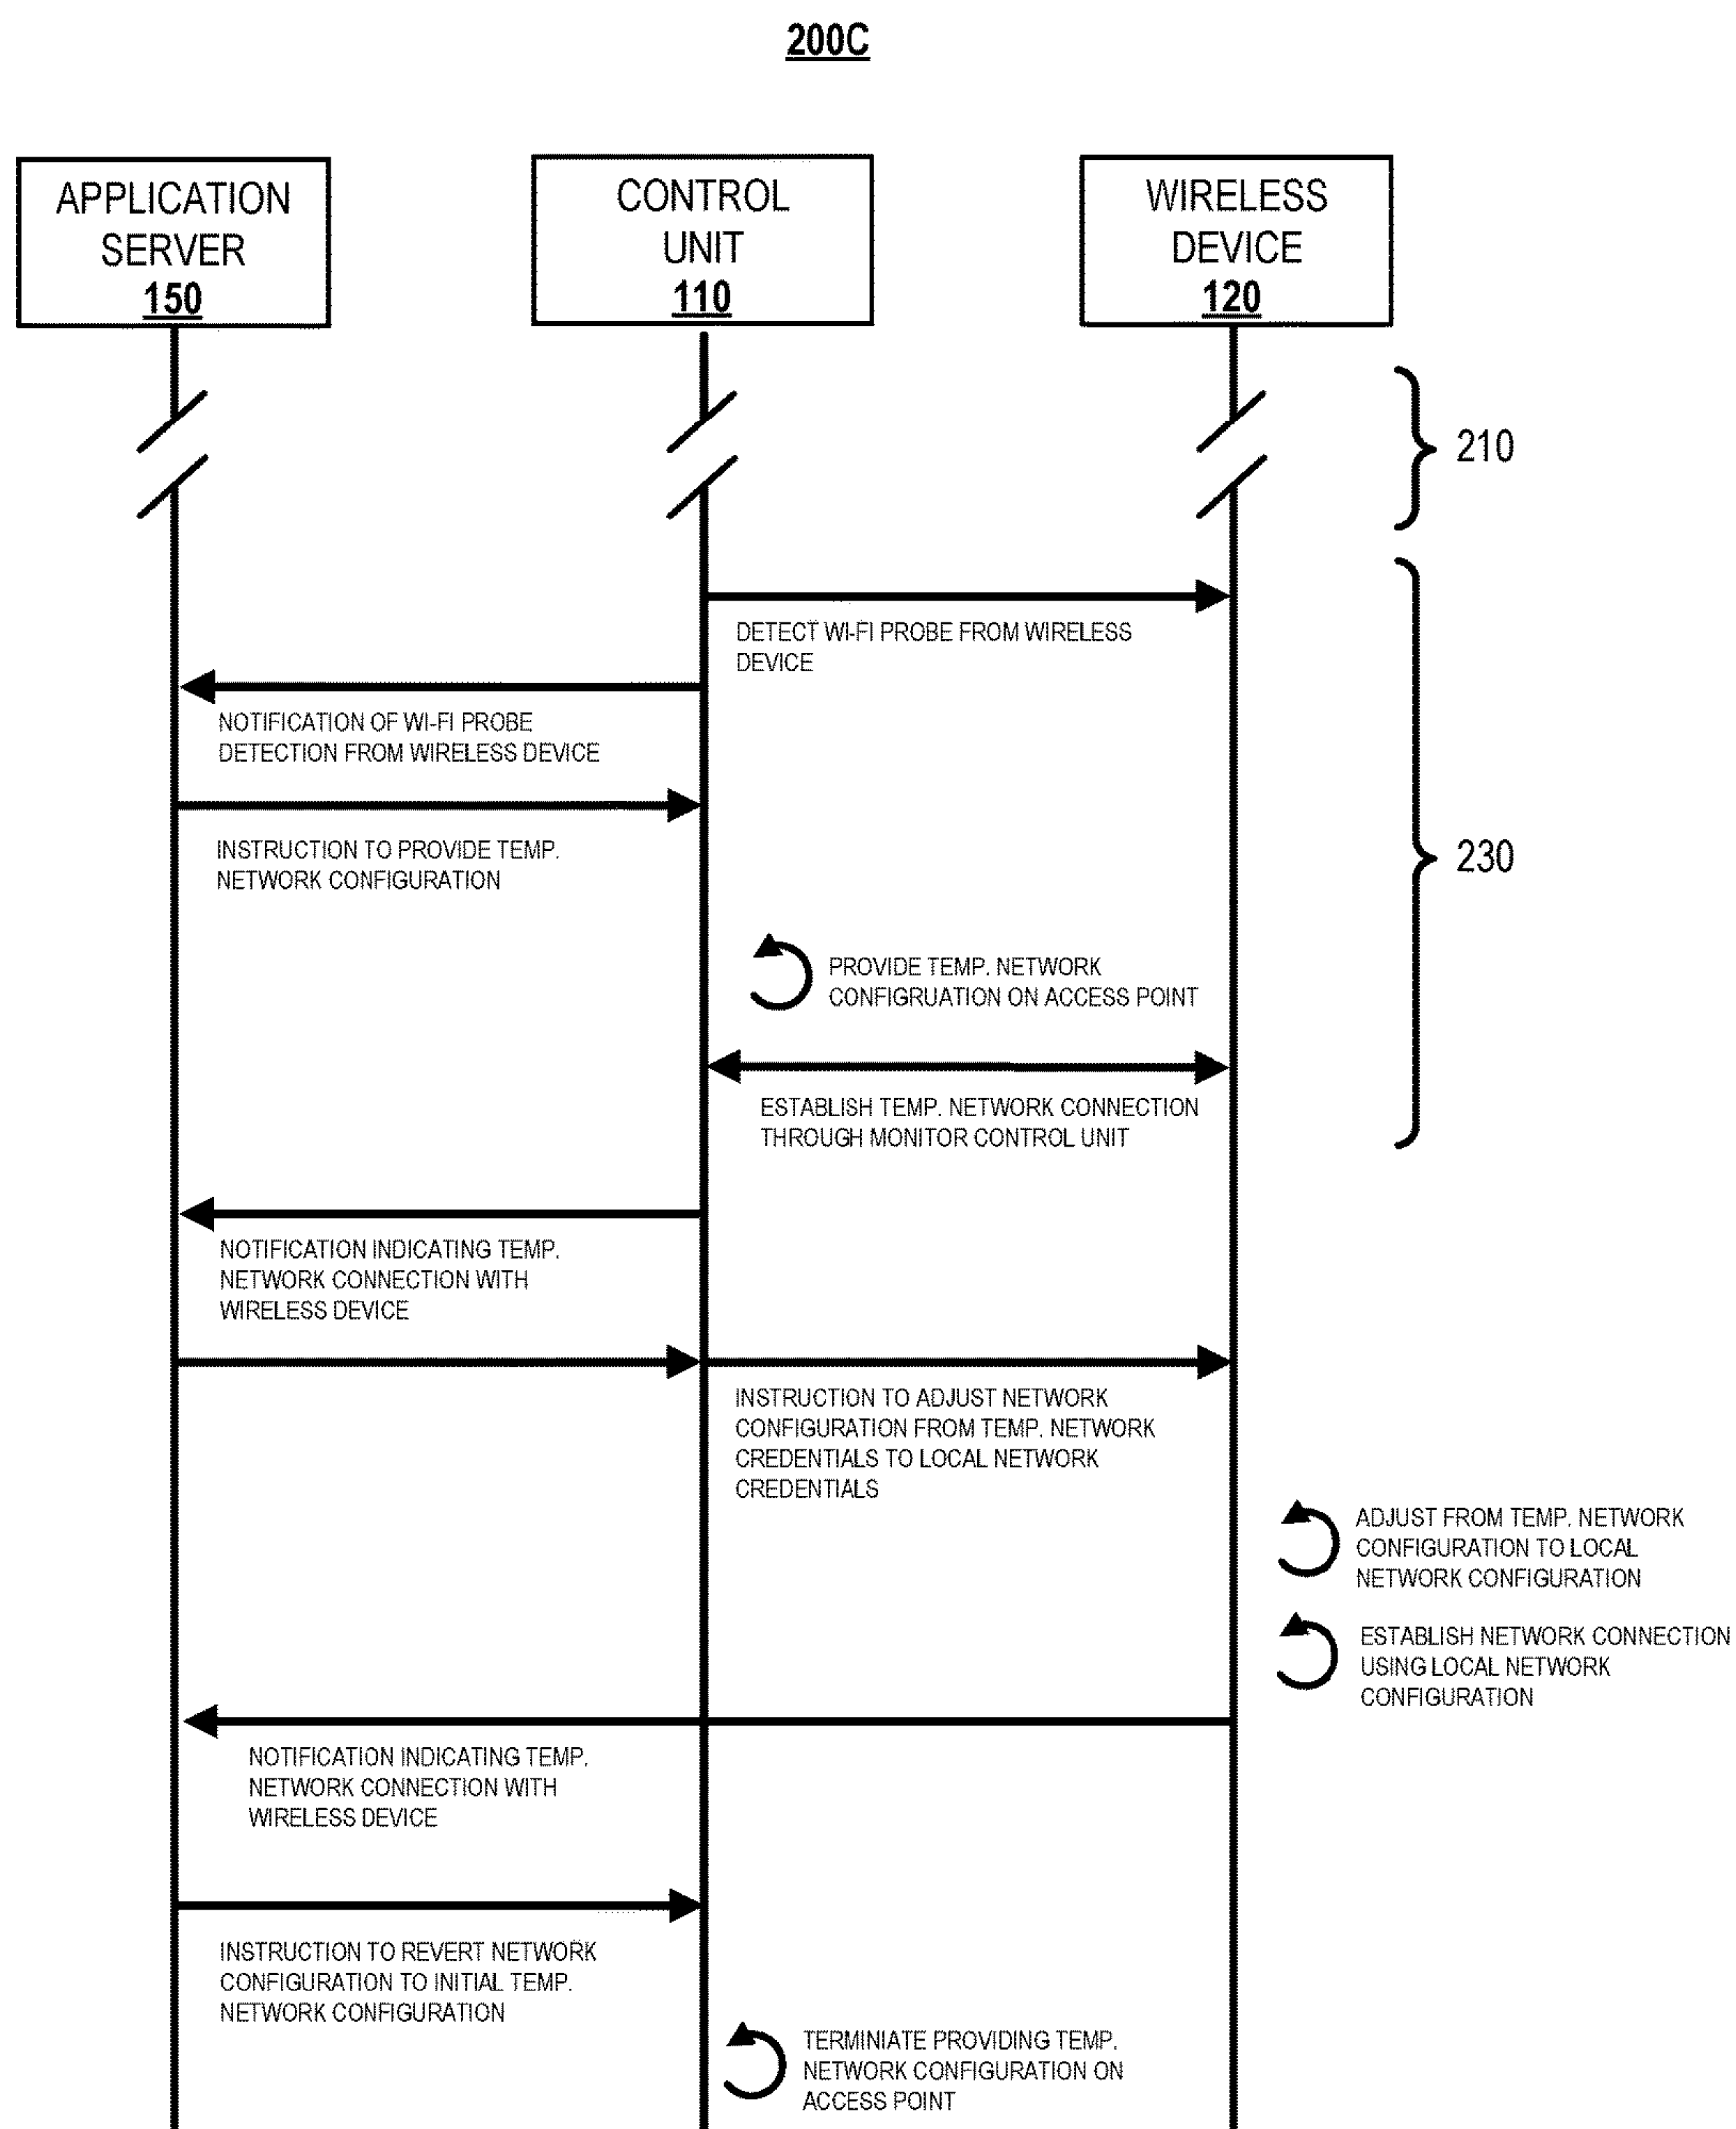 200C
APPLICATION
SERVER
150
CONTROL
UNIT
110
WIRELESS
DEVICE
120
210
DETECT WI-FI PROBE FROM WIRELESS
DEVICE
NOTIFICATION OF WI-FI PROBE
DETECTION FROM WIRELESS DEVICE
INSTRUCTION TO PROVIDE TEMP.
NETWORK CONFIGURATION
230
PROVIDE TEMP. NETWORK
CONFIGRUATION ON ACCESS POINT
ESTABLISH TEMP. NETWORK CONNECTION
THROUGH MONITOR CONTROL UNIT
NOTIFICATION INDICATING TEMP.
NETWORK CONNECTION WITH
WIRELESS DEVICE
INSTRUCTION TO ADJUST NETWORK
CONFIGURATION FROM TEMP. NETWORK
CREDENTIALS TO LOCAL NETWORK
CREDENTIALS
ADJUST FROM TEMP. NETWORK
CONFIGURATION TO LOCAL
NETWORK CONFIGURATION
ESTABLISH NETWORK CONNECTION
USING LOCAL NETWORK
CONFIGURATION
NOTIFICATION INDICATING TEMP.
NETWORK CONNECTION WITH
WIRELESS DEVICE
INSTRUCTION TO REVERT NETWORK
CONFIGURATION TO INITIAL TEMP.
NETWORK CONFIGURATION
TERMINIATE PROVIDING TEMP.
NETWORK CONFIGURATION ON
ACCESS POINT